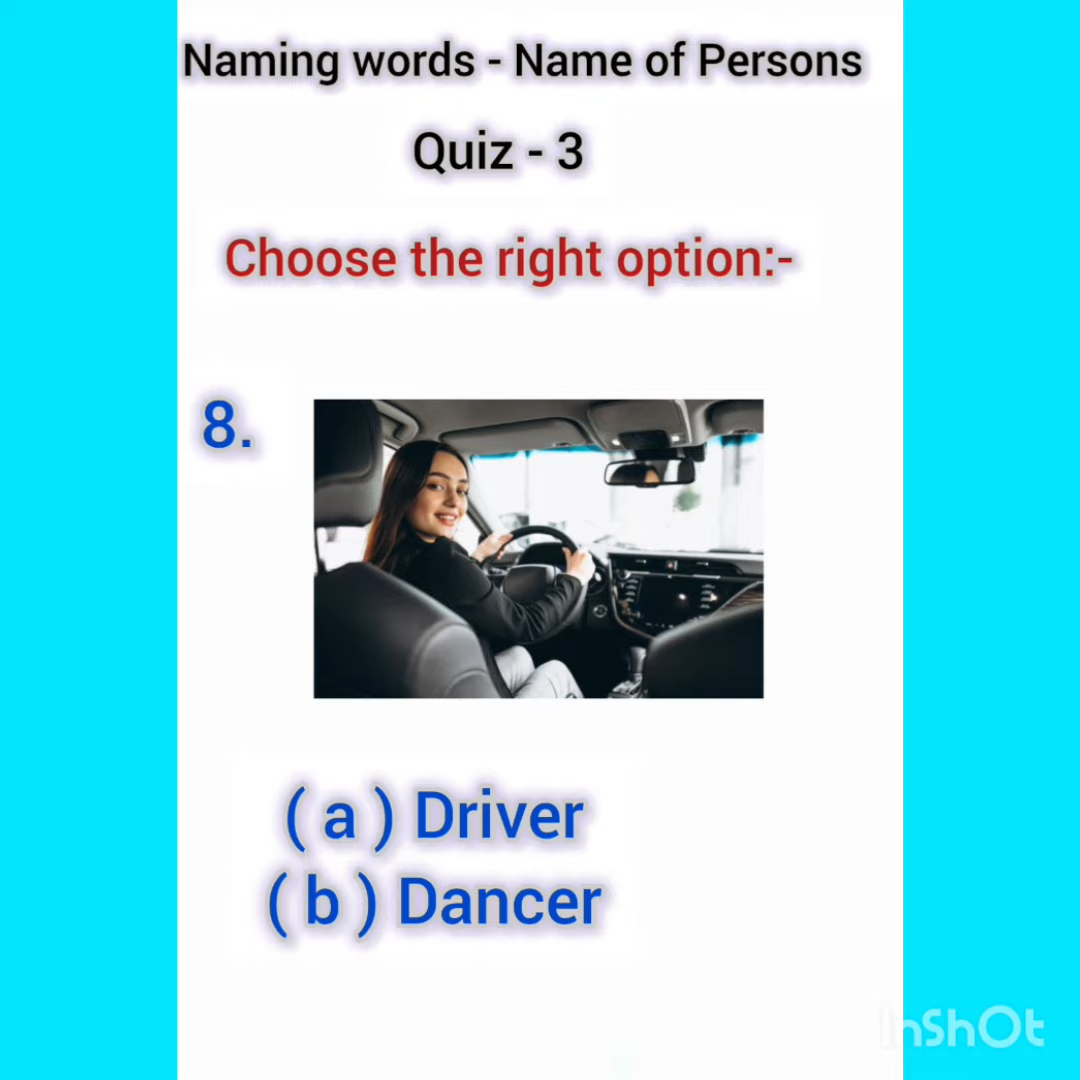 Naming words - Name of Persons
Quiz - 3
Choose the right option:-
8.
( a ) Driver
( b ) Dancer
InShOt